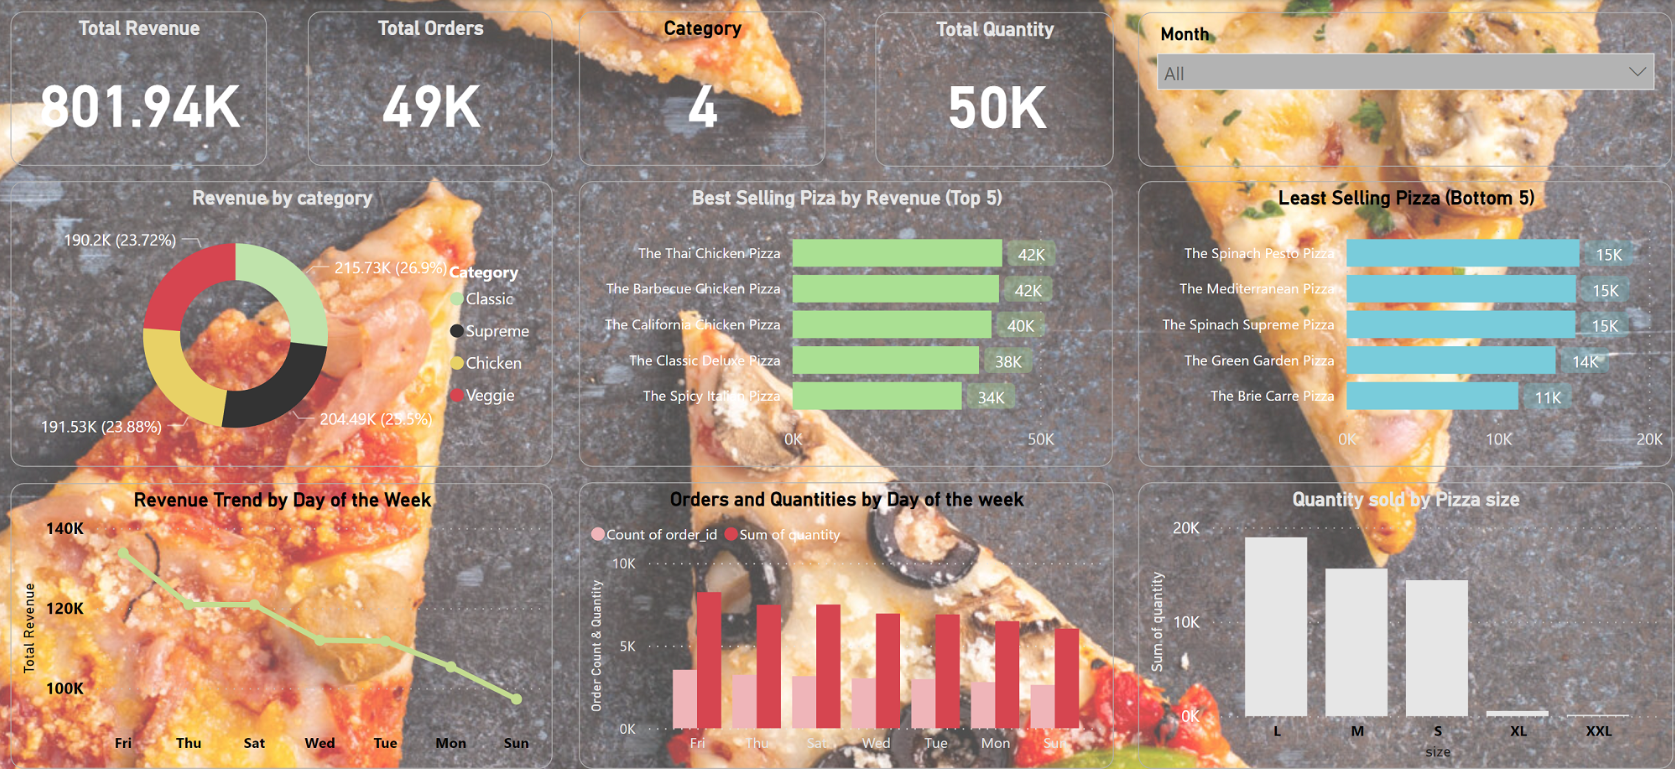 Total Revenue
801.94K
Total Orders
49K
Category
4
Total Quantity
50K
Month
All
Revenue by category
190.2K (23.72%)
215.73K (26.9%)
191.53K (23.88%)
204.49K (25.5%)
Category
Classic
Supreme
Chicken
Veggie
Best Selling Piza by Revenue (Top 5)
The Thai Chicken Pizza 42K
The Barbecue Chicken Pizza 42K
The California Chicken Pizza 40K
The Classic Deluxe Pizza 38K
The Spicy Italian Pizza 34K
0K 50K
Least Selling Pizza (Bottom 5)
The Spinach Pesto Pizza 15K
The Mediterranean Pizza 15K
The Spinach Supreme Pizza 15K
The Green Garden Pizza 14K
The Brie Carre Pizza 11K
0K 10K 20K
Revenue Trend by Day of the Week
Total Revenue
140K
120K
100K
Fri Thu Sat Wed Tue Mon Sun
Orders and Quantities by Day of the week
Count of order_id Sum of quantity
Order Count & Quantity
10K
5K
0K
Fri Thu Sat Wed Tue Mon Sun
Quantity sold by Pizza size
Sum of quantity
20K
10K
0K
L M S XL XXL
size